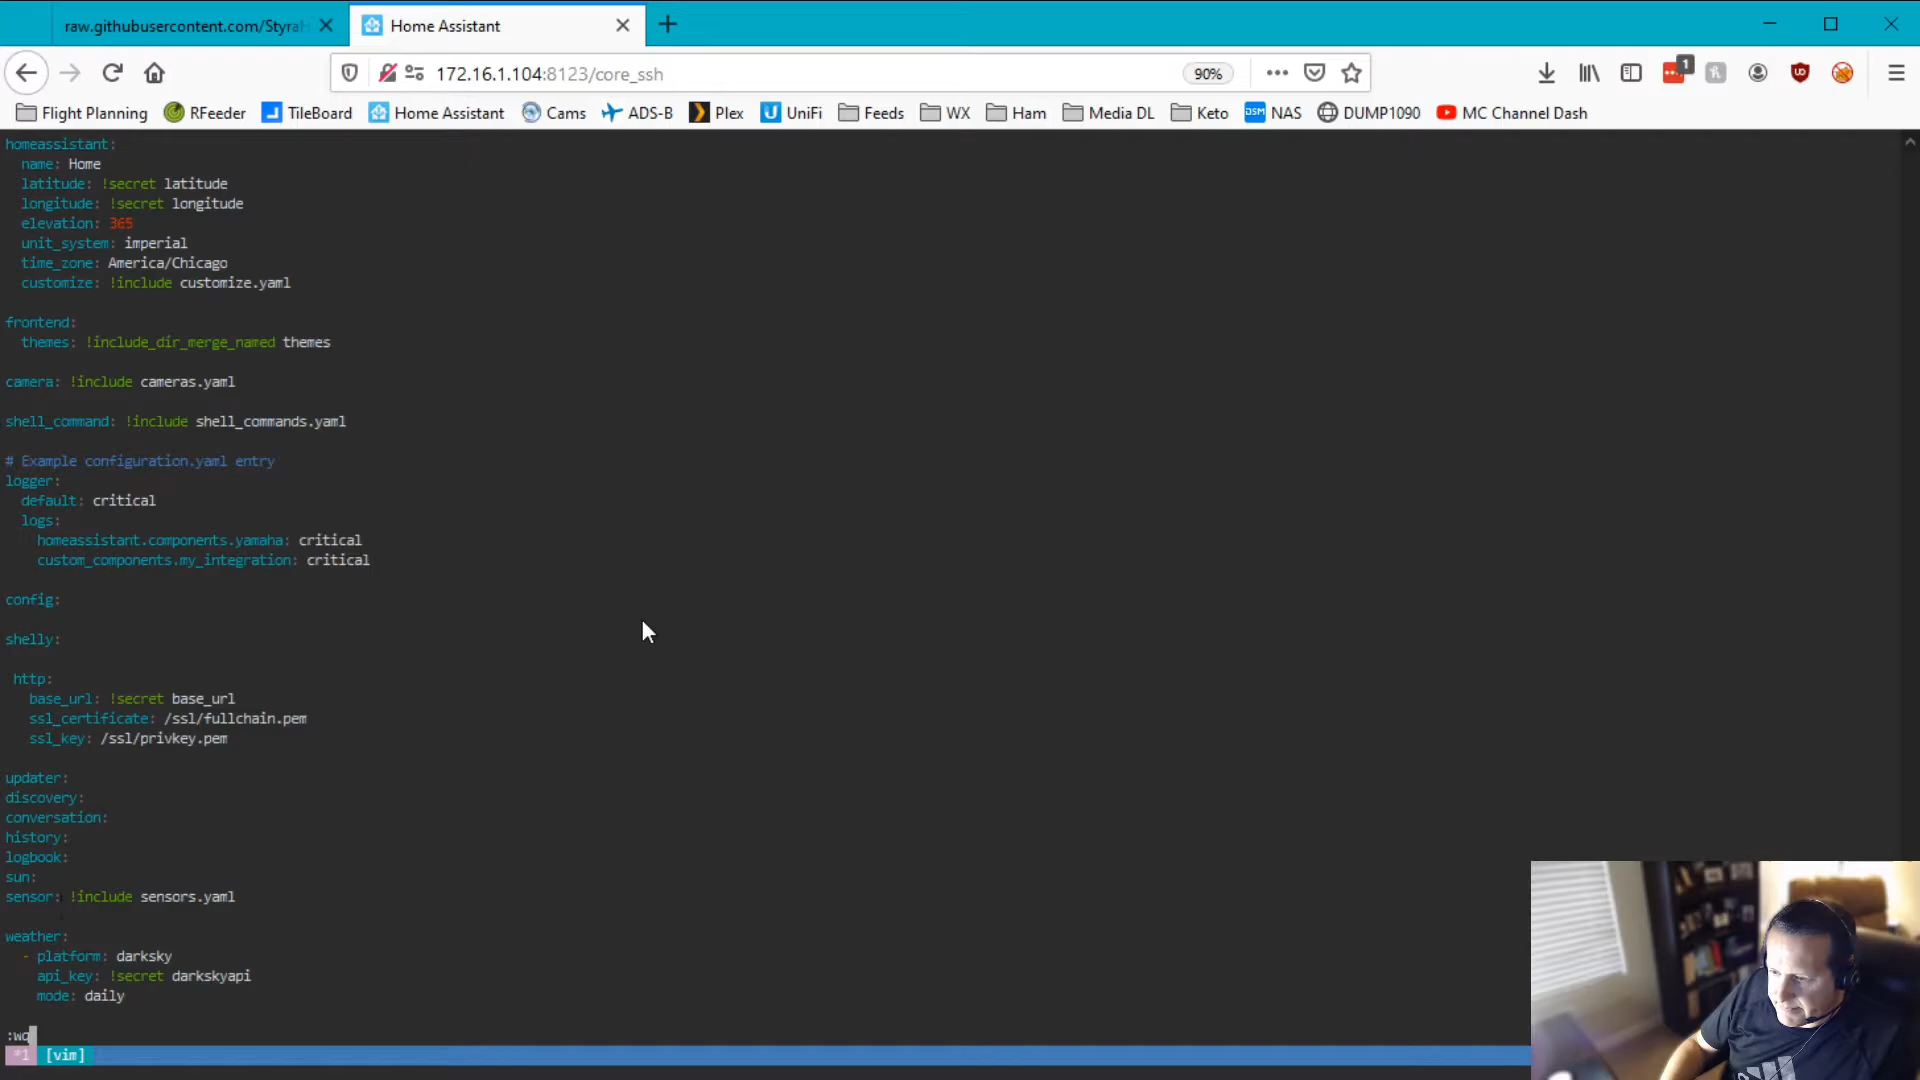 raw.githubusercontent.com/Styra
Home Assistant
172.16.1.104:8123/core_ssh
90%
1
Flight Planning
RFeeder
TileBoard
Home Assistant
Cams
ADS-B
Plex
UniFi
Feeds
WX
Ham
Media DL
Keto
DSM
NAS
DUMP1090
MC Channel Dash
homeassistant:
name: Home
latitude: !secret latitude
longitude: !secret longitude
elevation: 365
unit_system: imperial
time_zone: America/Chicago
customize: !include customize.yaml
frontend:
themes: !include_dir_merge_named themes
camera: !include cameras.yaml
shell_command: !include shell_commands.yaml
# Example configuration.yaml entry
logger:
default: critical
logs:
homeassistant.components.yamaha: critical
custom_components.my_integration: critical
config:
shelly:
http:
base_url: !secret base_url
ssl_certificate: /ssl/fullchain.pem
ssl_key: /ssl/privkey.pem
updater:
discovery:
conversation:
history:
logbook:
sun:
sensor: !include sensors.yaml
weather:
- platform: darksky
api_key: !secret darkskyapi
mode: daily
:wq
*1 [vim]